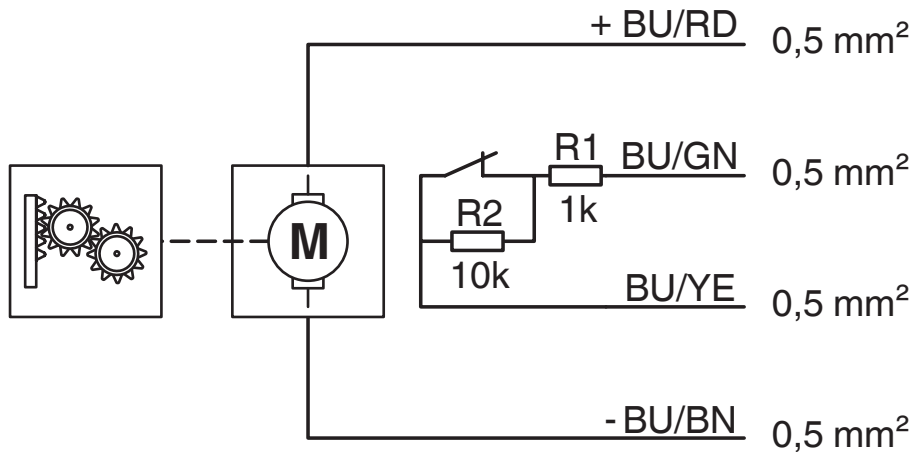 + BU/RD 0,5 mm²
R1 BU/GN 0,5 mm²
1k
R2
M
10k
BU/YE 0,5 mm²
- BU/BN 0,5 mm²